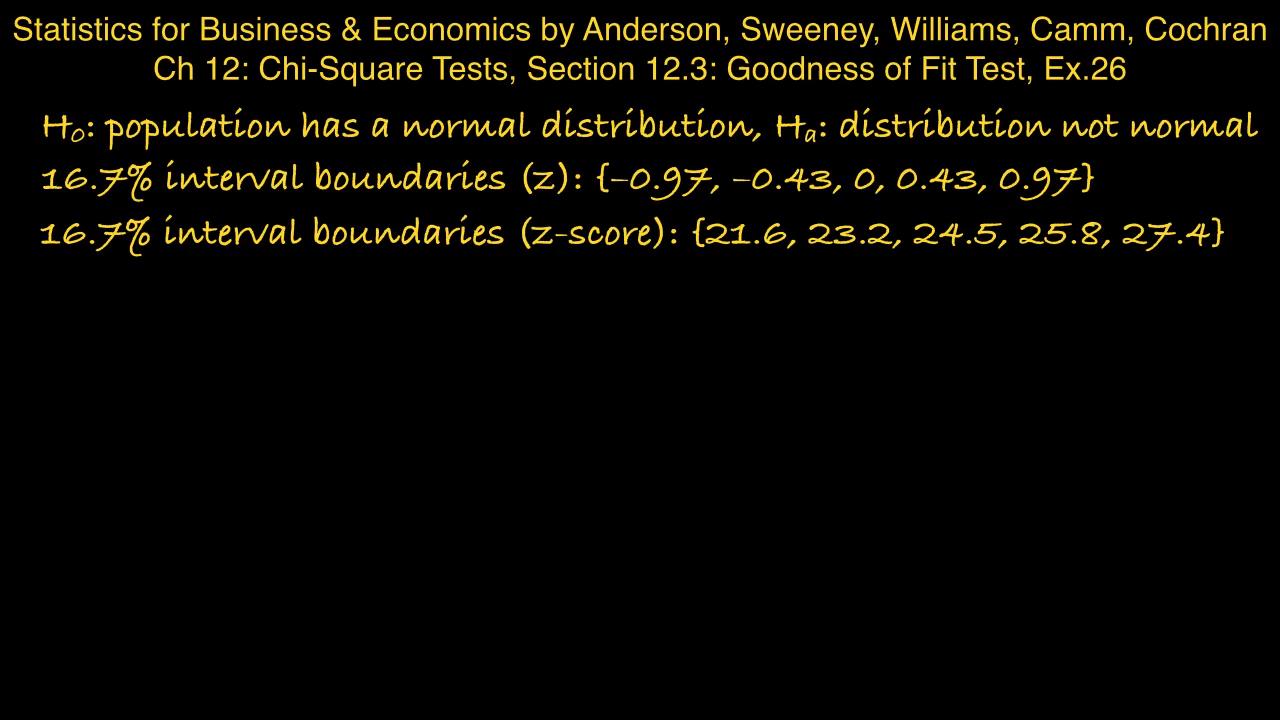 Statistics for Business & Economics by Anderson, Sweeney, Williams, Camm, Cochran
Ch 12: Chi-Square Tests, Section 12.3: Goodness of Fit Test, Ex.26
H₀: population has a normal distribution, Hₐ: distribution not normal
16.7% interval boundaries (z): {−0.97, −0.43, 0, 0.43, 0.97}
16.7% interval boundaries (z-score): {21.6, 23.2, 24.5, 25.8, 27.4}